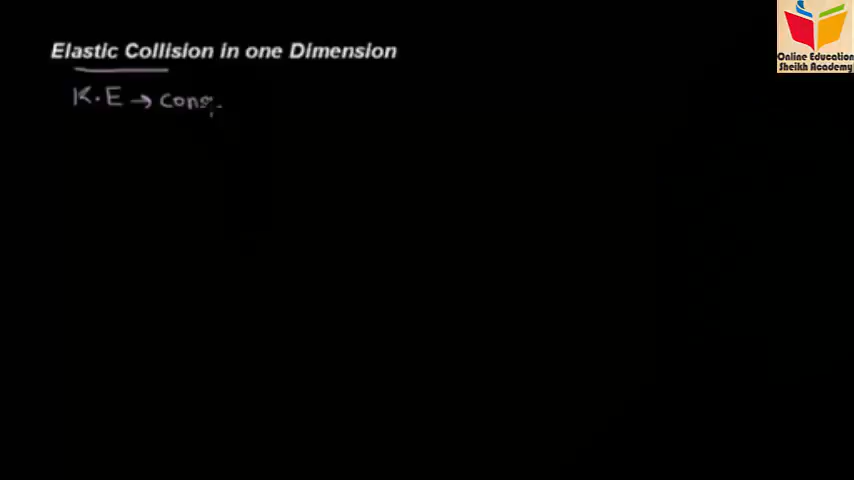 Elastic Collision in one Dimension
K.E → cons.
Online Education
Sheikh Academy